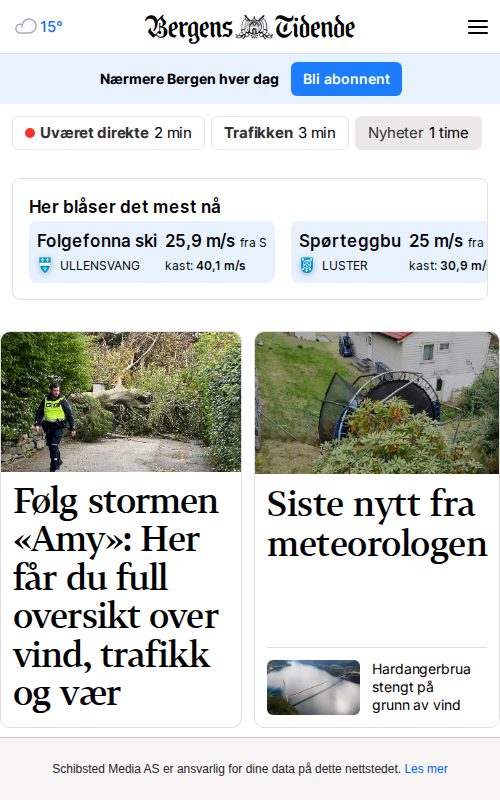 15°
Bergens Tidende
Nærmere Bergen hver dag
Bli abonnent
Uværet direkte 2 min
Trafikken 3 min
Nyheter 1 time
Her blåser det mest nå
Folgefonna ski 25,9 m/s fra S
ULLENSVANG kast: 40,1 m/s
Spørteggbu 25 m/s fra
LUSTER kast: 30,9 m/
Følg stormen
«Amy»: Her
får du full
oversikt over
vind, trafikk
og vær
Siste nytt fra
meteorologen
Hardangerbrua
stengt på
grunn av vind
Schibsted Media AS er ansvarlig for dine data på dette nettstedet. Les mer